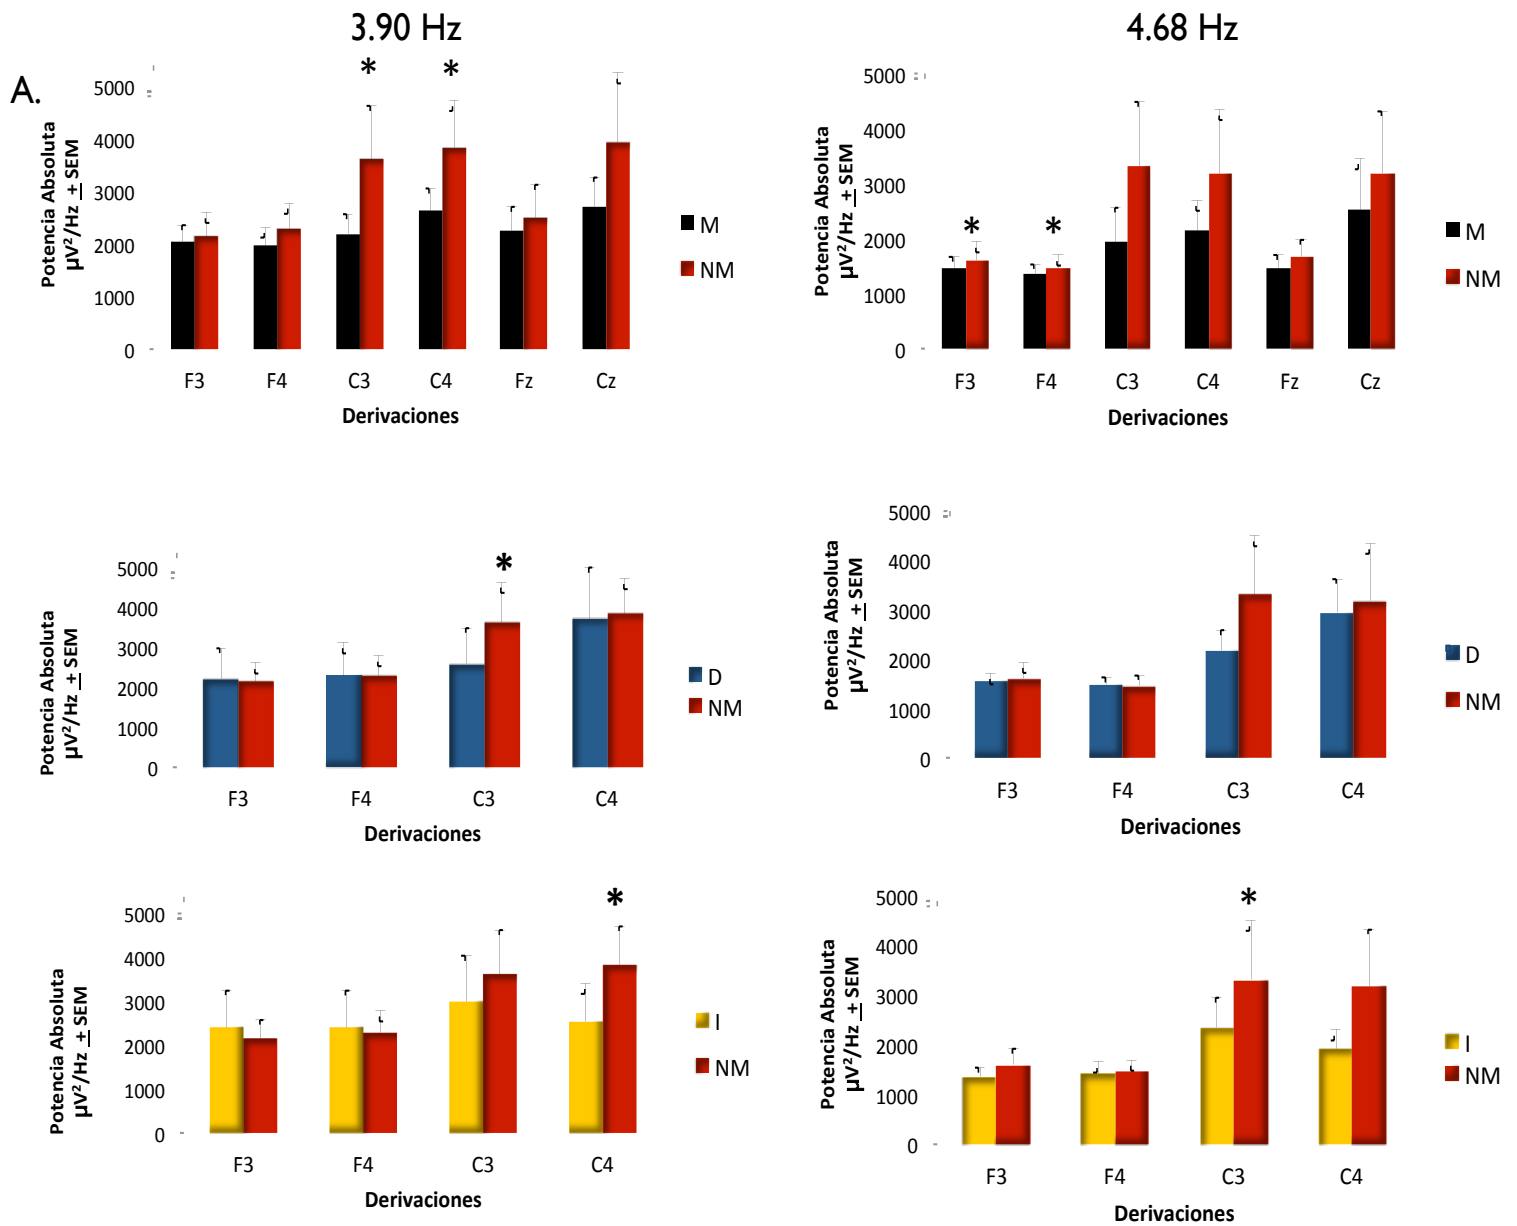 3.90 Hz
4.68 Hz
A.
Potencia Absoluta
µV²/Hz ± SEM
5000
4000
3000
2000
1000
0
* *
F3 F4 C3 C4 Fz Cz
Derivaciones
M
NM
Potencia Absoluta
µV²/Hz ± SEM
5000
4000
3000
2000
1000
0
* *
F3 F4 C3 C4 Fz Cz
Derivaciones
M
NM
Potencia Absoluta
µV²/Hz ± SEM
5000
4000
3000
2000
1000
0
*
F3 F4 C3 C4
Derivaciones
D
NM
Potencia Absoluta
µV²/Hz ± SEM
5000
4000
3000
2000
1000
0
F3 F4 C3 C4
Derivaciones
D
NM
Potencia Absoluta
µV²/Hz ± SEM
5000
4000
3000
2000
1000
0
*
F3 F4 C3 C4
Derivaciones
I
NM
Potencia Absoluta
µV²/Hz ± SEM
5000
4000
3000
2000
1000
0
*
F3 F4 C3 C4
Derivaciones
I
NM